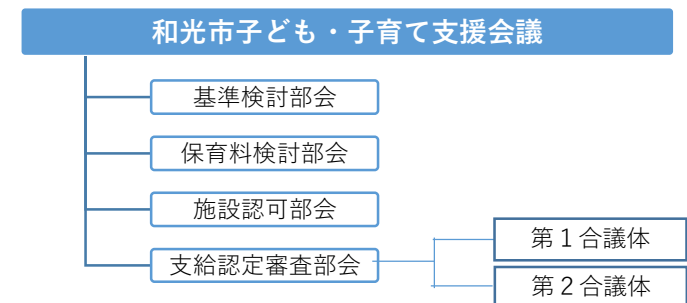 和光市子ども・子育て支援会議
基準検討部会
保育料検討部会
施設認可部会
支給認定審査部会
第１合議体
第２合議体